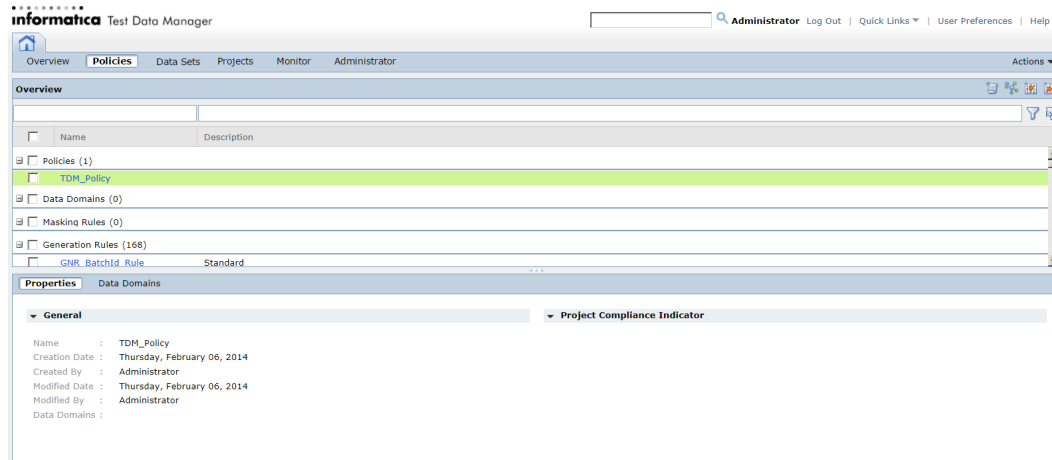 informatica Test Data Manager
Administrator Log Out | Quick Links | User Preferences | Help
Overview Policies Data Sets Projects Monitor Administrator Actions
Overview
Name Description
Policies (1)
TDM_Policy
Data Domains (0)
Masking Rules (0)
Generation Rules (168)
GNR_BatchId_Rule Standard
Properties Data Domains
General Project Compliance Indicator
Name : TDM_Policy
Creation Date : Thursday, February 06, 2014
Created By : Administrator
Modified Date : Thursday, February 06, 2014
Modified By : Administrator
Data Domains :